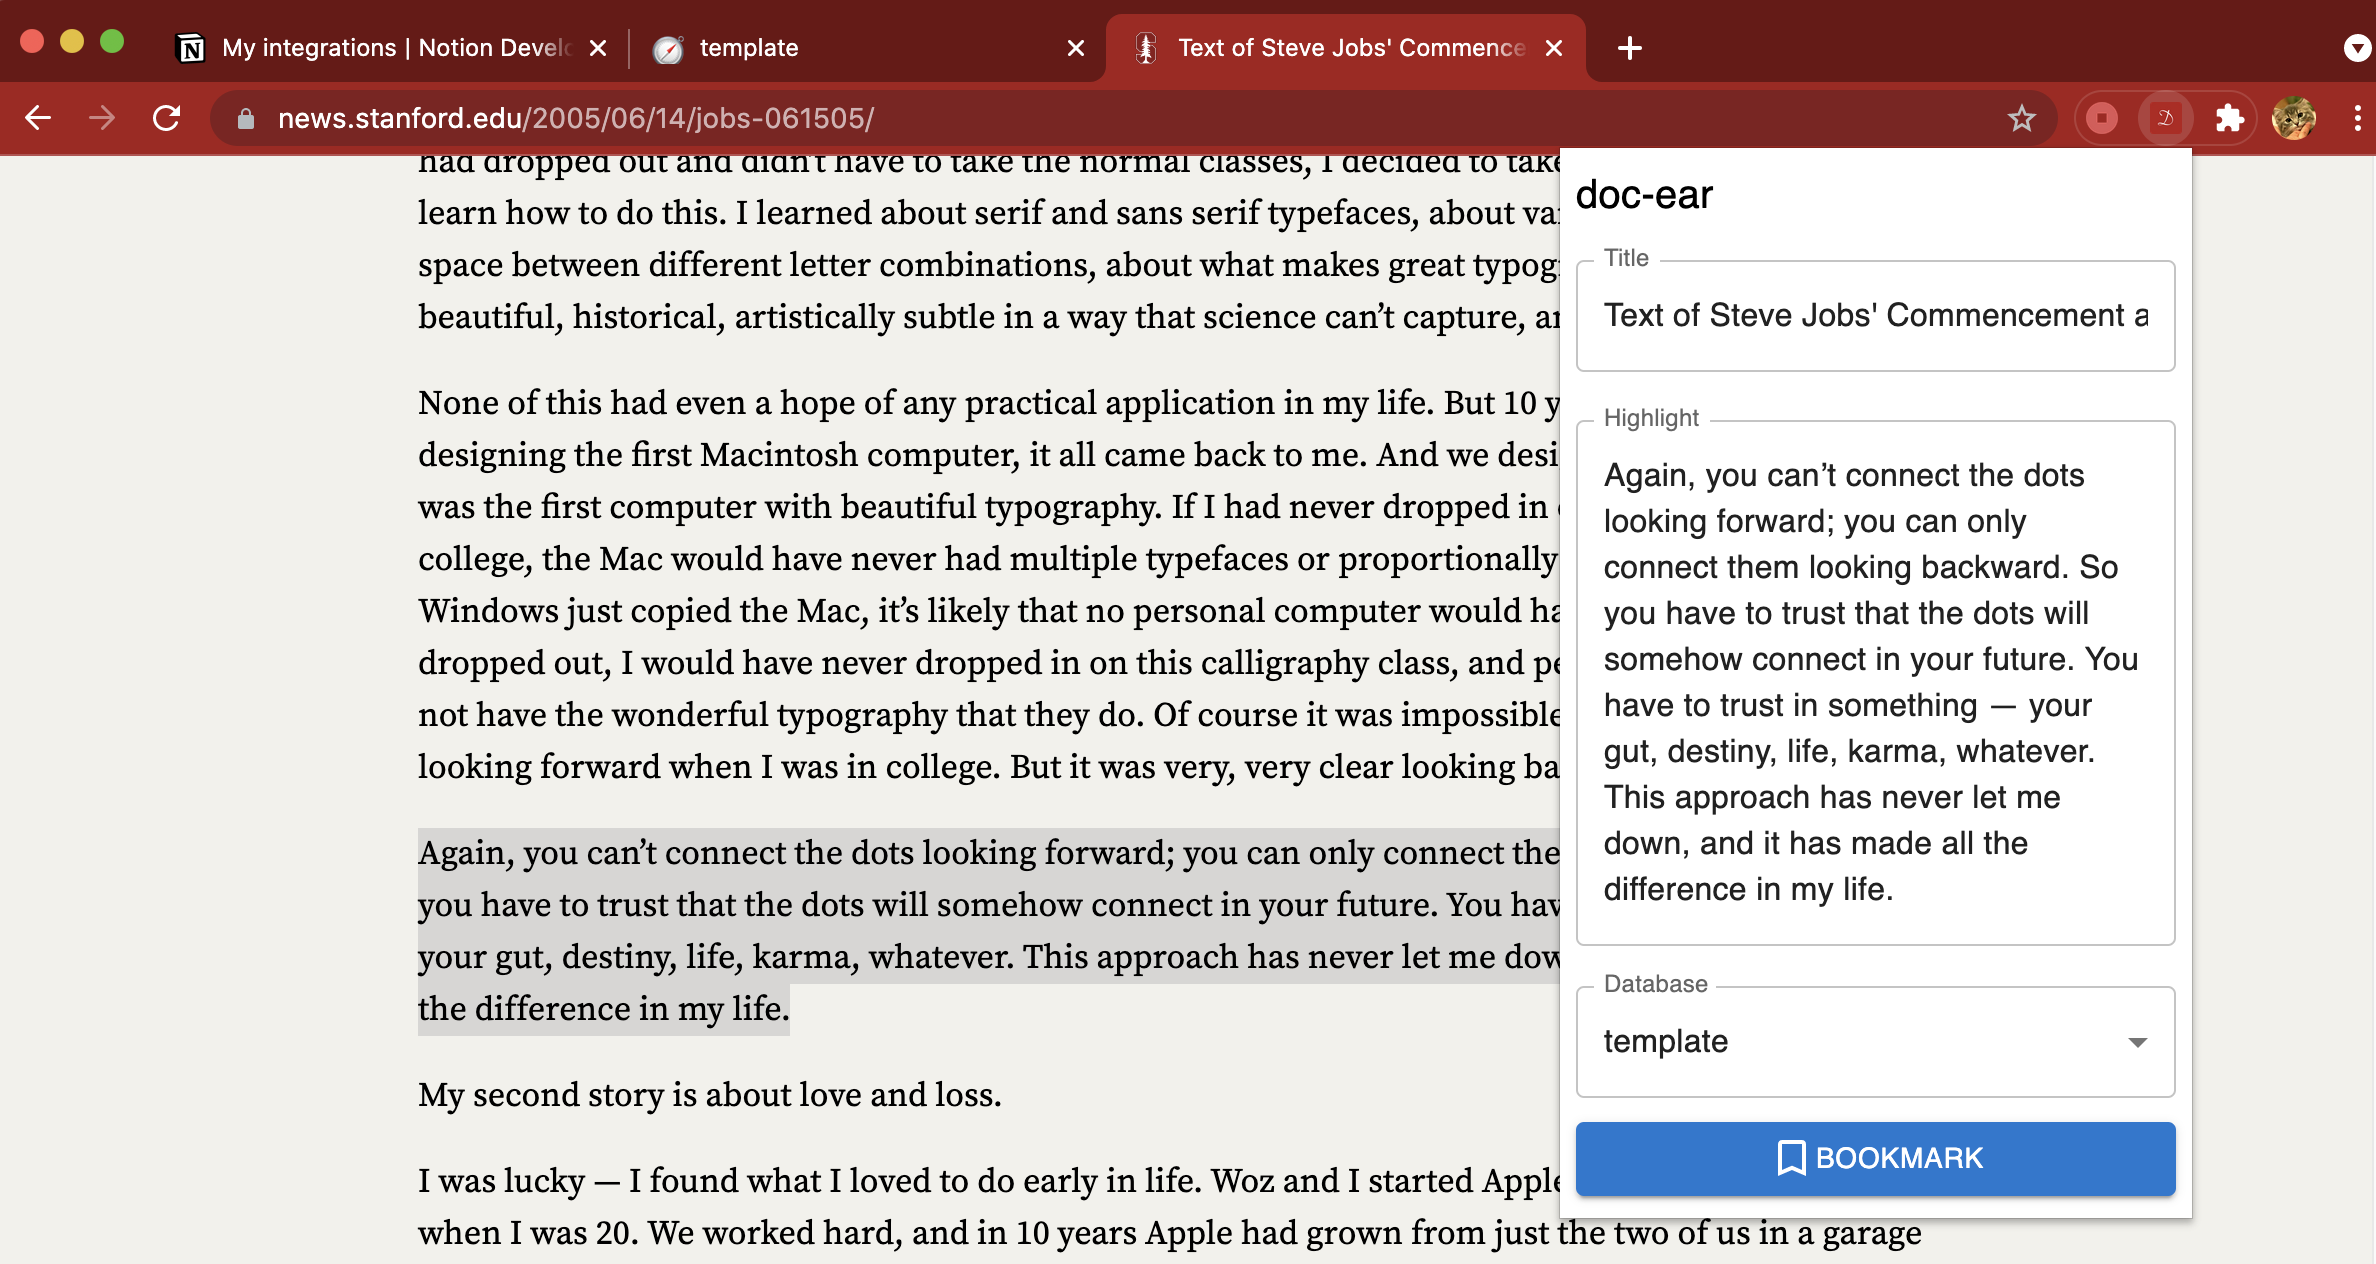 My integrations | Notion Develo
template
Text of Steve Jobs' Commence
news.stanford.edu/2005/06/14/jobs-061505/
had dropped out and didn't have to take the normal classes, I decided to take
learn how to do this. I learned about serif and sans serif typefaces, about
space between different letter combinations, about what makes great
beautiful, historical, artistically subtle in a way that science can’t capture,
None of this had even a hope of any practical application in my life. But 10
designing the first Macintosh computer, it all came back to me. And we
was the first computer with beautiful typography. If I had never dropped in
college, the Mac would have never had multiple typefaces or proportionally
Windows just copied the Mac, it’s likely that no personal computer would
dropped out, I would have never dropped in on this calligraphy class, and
not have the wonderful typography that they do. Of course it was impossible
looking forward when I was in college. But it was very, very clear looking
Again, you can’t connect the dots looking forward; you can only connect the
you have to trust that the dots will somehow connect in your future. You
your gut, destiny, life, karma, whatever. This approach has never let me
the difference in my life.
My second story is about love and loss.
I was lucky — I found what I loved to do early in life. Woz and I started Apple
when I was 20. We worked hard, and in 10 years Apple had grown from just the two of us in a garage
doc-ear
Title
Text of Steve Jobs' Commencement a
Highlight
Again, you can’t connect the dots
looking forward; you can only
connect them looking backward. So
you have to trust that the dots will
somehow connect in your future. You
have to trust in something — your
gut, destiny, life, karma, whatever.
This approach has never let me
down, and it has made all the
difference in my life.
Database
template
BOOKMARK